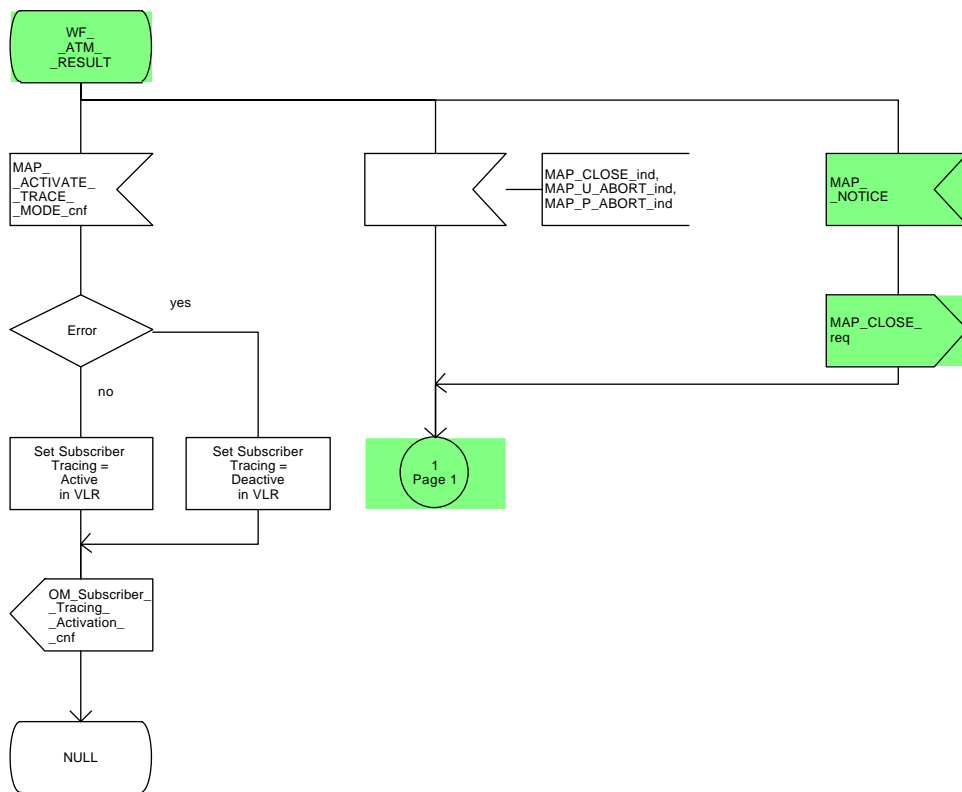 WF_
_ATM_
_RESULT
MAP_
_ACTIVATE_
_TRACE_
_MODE_cnf
MAP_CLOSE_ind,
MAP_U_ABORT_ind,
MAP_P_ABORT_ind
MAP_
_NOTICE
yes
Error
MAP_CLOSE_
req
no
Set Subscriber
Tracing =
Active
in VLR
Set Subscriber
Tracing =
Deactive
in VLR
1
Page 1
OM_Subscriber_
_Tracing_
_Activation_
_cnf
NULL